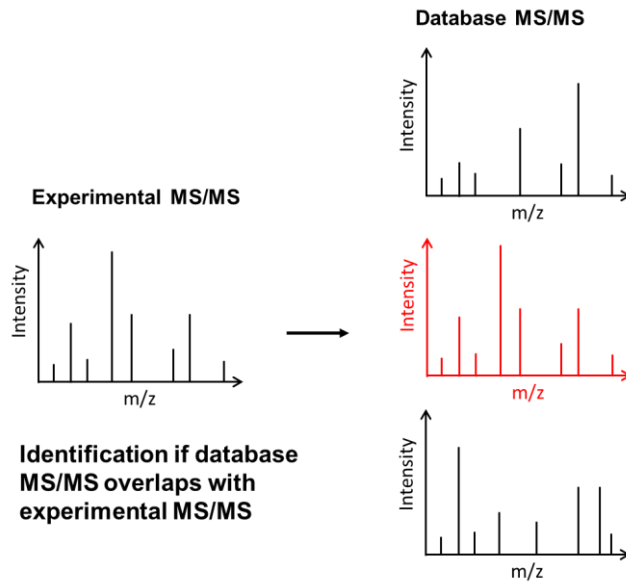 Database MS/MS
Intensity
m/z
Experimental MS/MS
Intensity
m/z
Intensity
m/z
Identification if database
MS/MS overlaps with
experimental MS/MS
Intensity
m/z